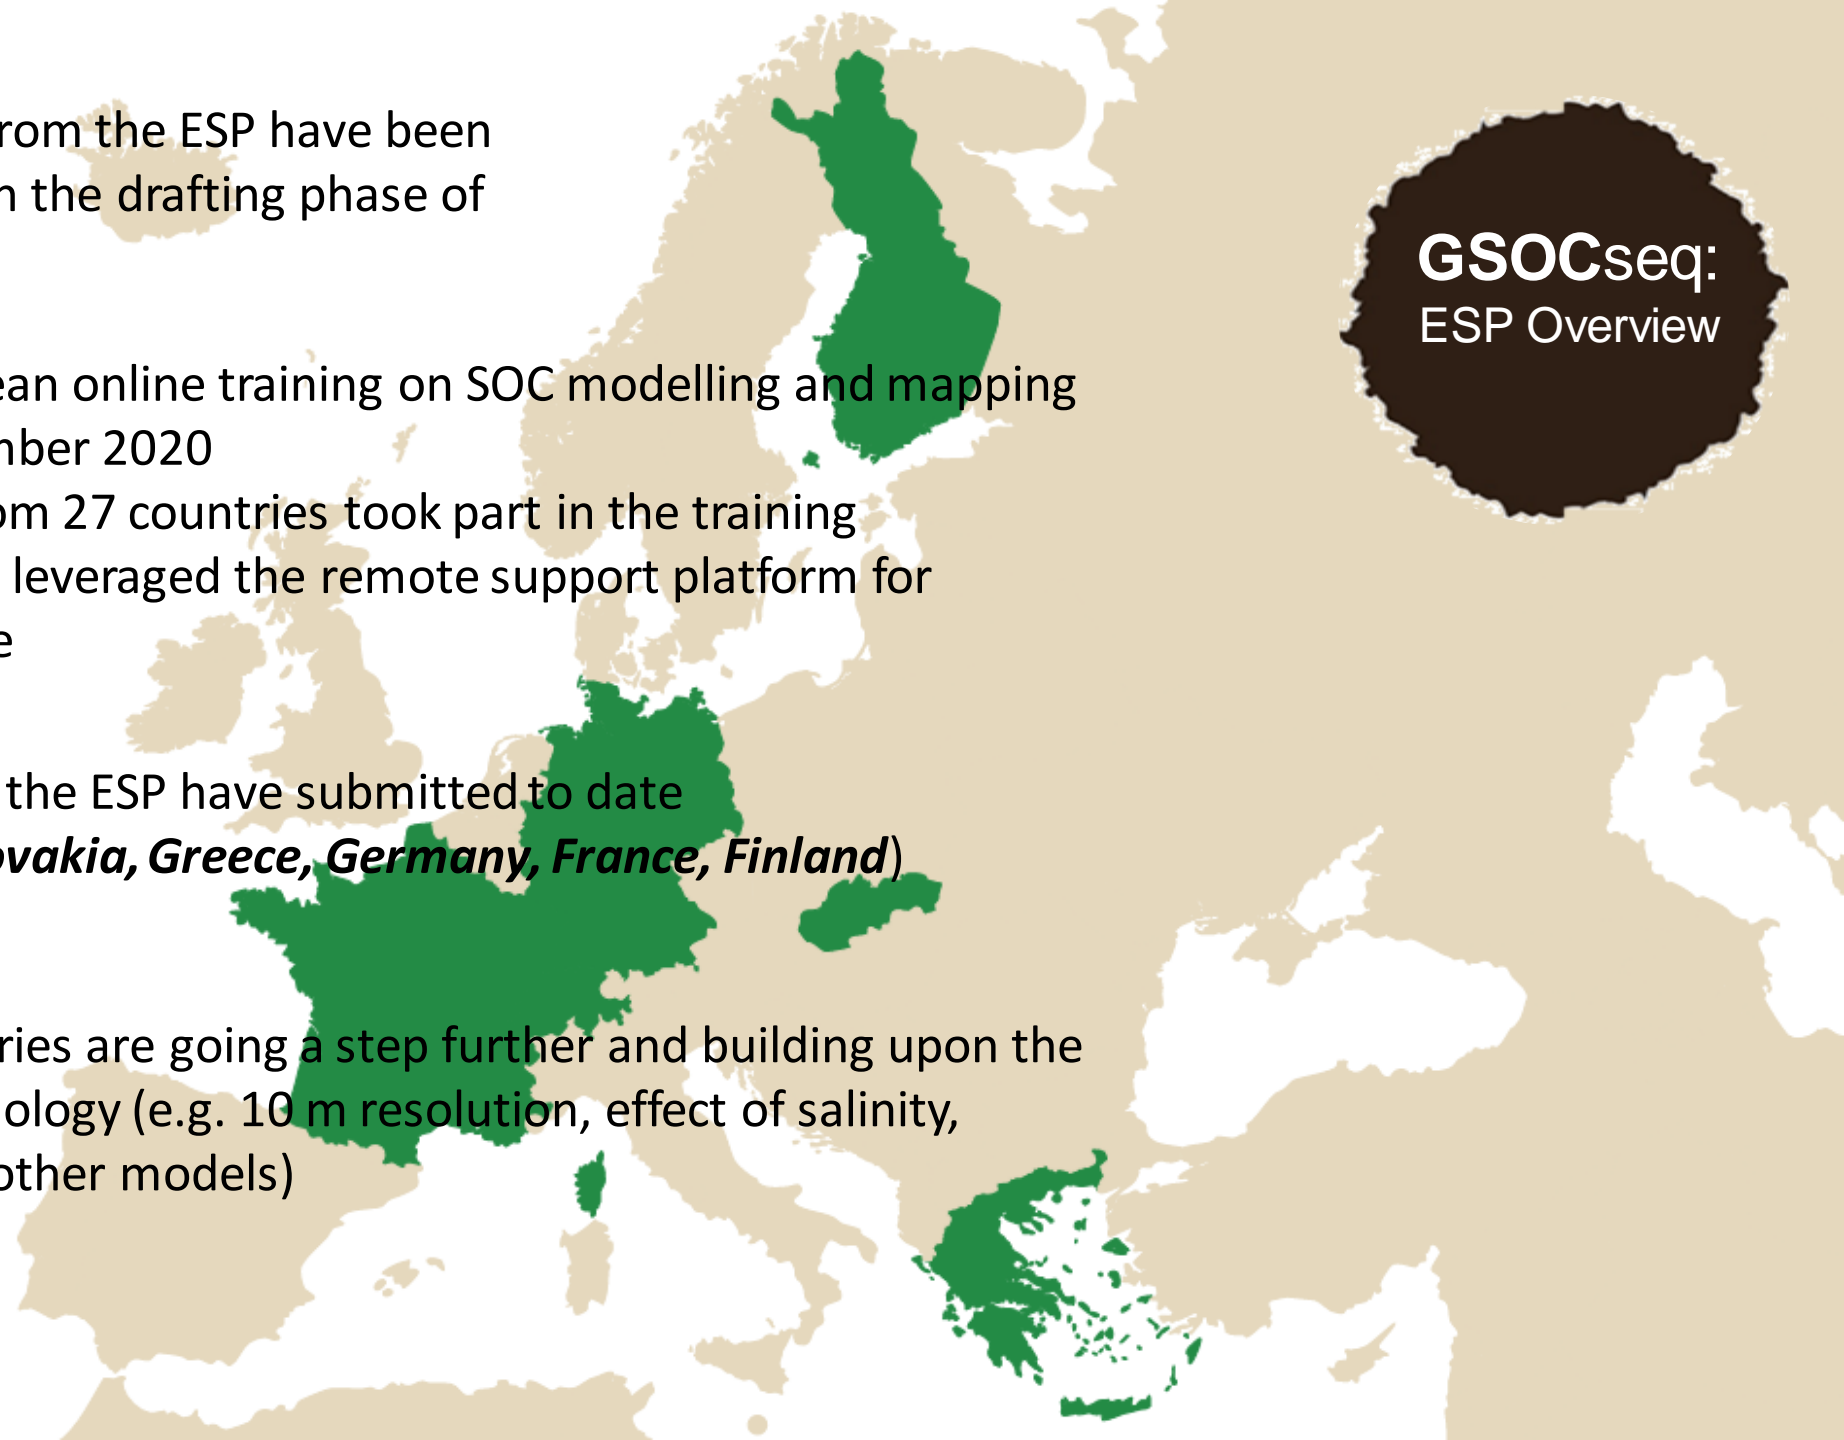 rom the ESP have been
n the drafting phase of
ean online training on SOC modelling and mapping
mber 2020
om 27 countries took part in the training
leveraged the remote support platform for
e
the ESP have submitted to date
ovakia, Greece, Germany, France, Finland)
ries are going a step further and building upon the
ology (e.g. 10 m resolution, effect of salinity,
other models)
GSOCseq:
ESP Overview